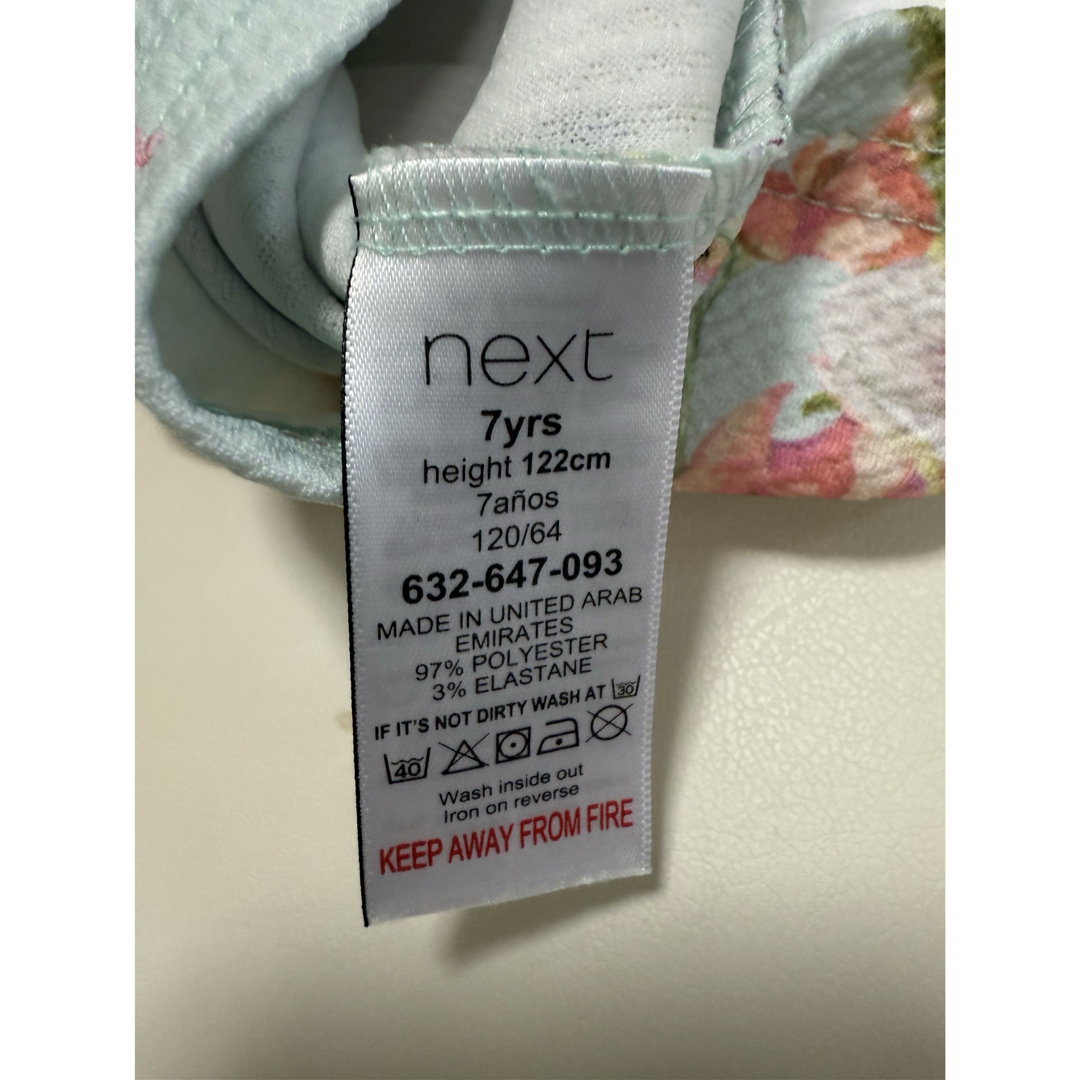 next
7yrs
height 122cm
7años
120/64
632-647-093
MADE IN UNITED ARAB
EMIRATES
97% POLYESTER
3% ELASTANE
IF IT'S NOT DIRTY WASH AT 30
40
Wash inside out
Iron on reverse
KEEP AWAY FROM FIRE